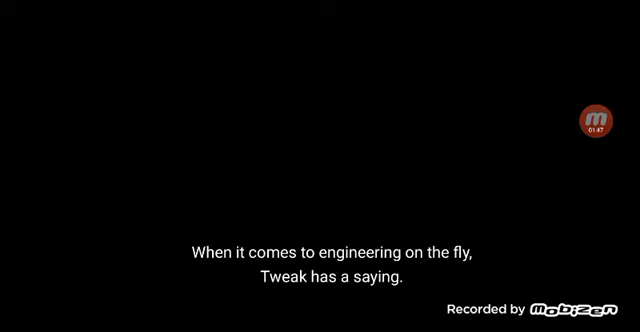 01:47
When it comes to engineering on the fly,
Tweak has a saying.
Recorded by mobizen